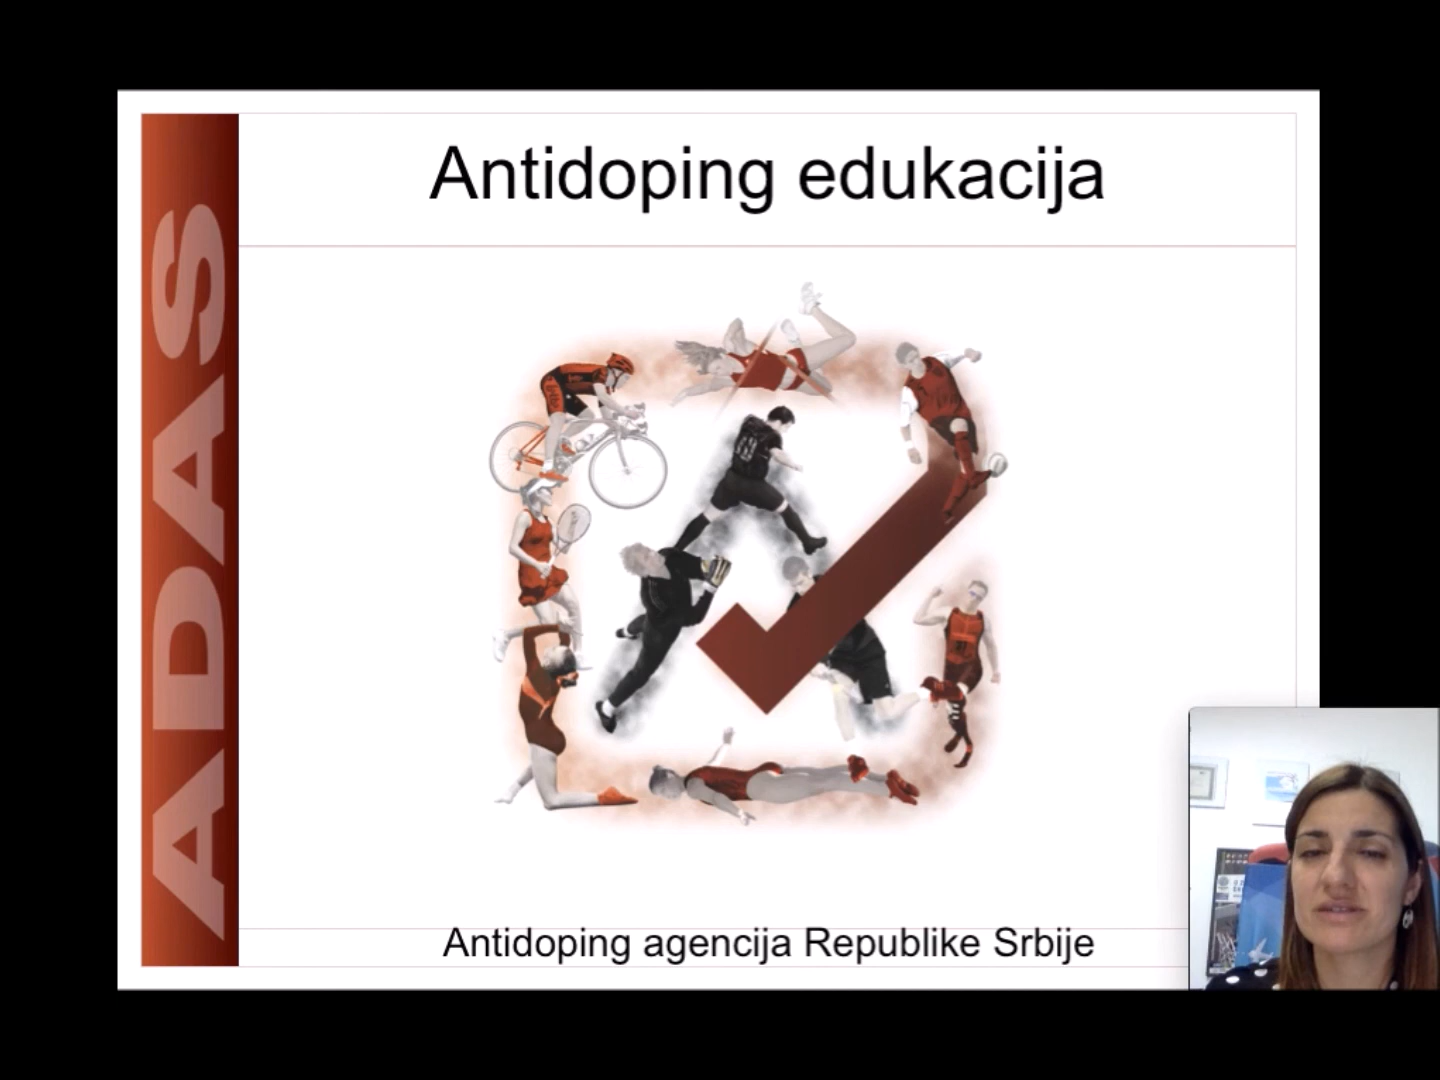 Antidoping edukacija
ADAS
Antidoping agencija Republike Srbije